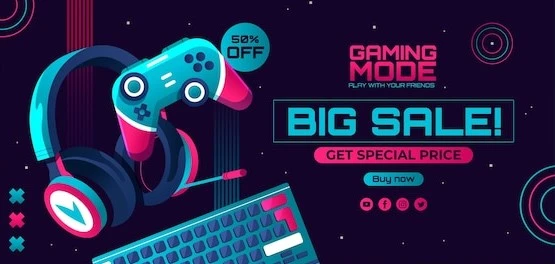 50%
OFF
GAMING
MODE
PLAY WITH YOUR FRIENDS
BIG SALE!
GET SPECIAL PRICE
Buy now